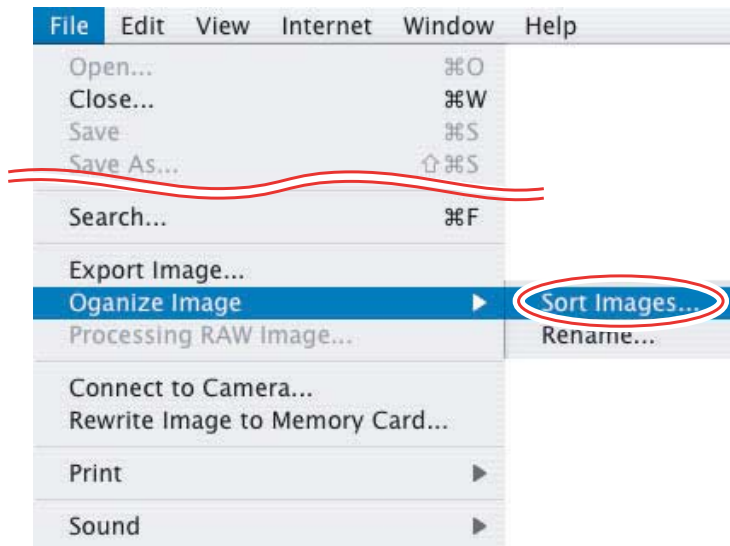 File Edit View Internet Window Help
Open... ⌘O
Close... ⌘W
Save ⌘S
Save As... ⇧⌘S
Search... ⌘F
Export Image...
Oganize Image ▶ Sort Images...
Processing RAW Image... Rename...
Connect to Camera...
Rewrite Image to Memory Card...
Print ▶
Sound ▶